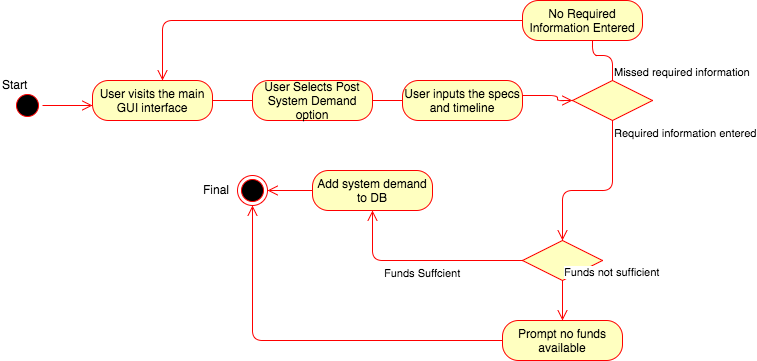 No Required
Information Entered
Missed required information
Start
User visits the main
GUI interface
User Selects Post
System Demand
option
User inputs the specs
and timeline
Required information entered
Final
Add system demand
to DB
Funds Suffcient
Funds not sufficient
Prompt no funds
available